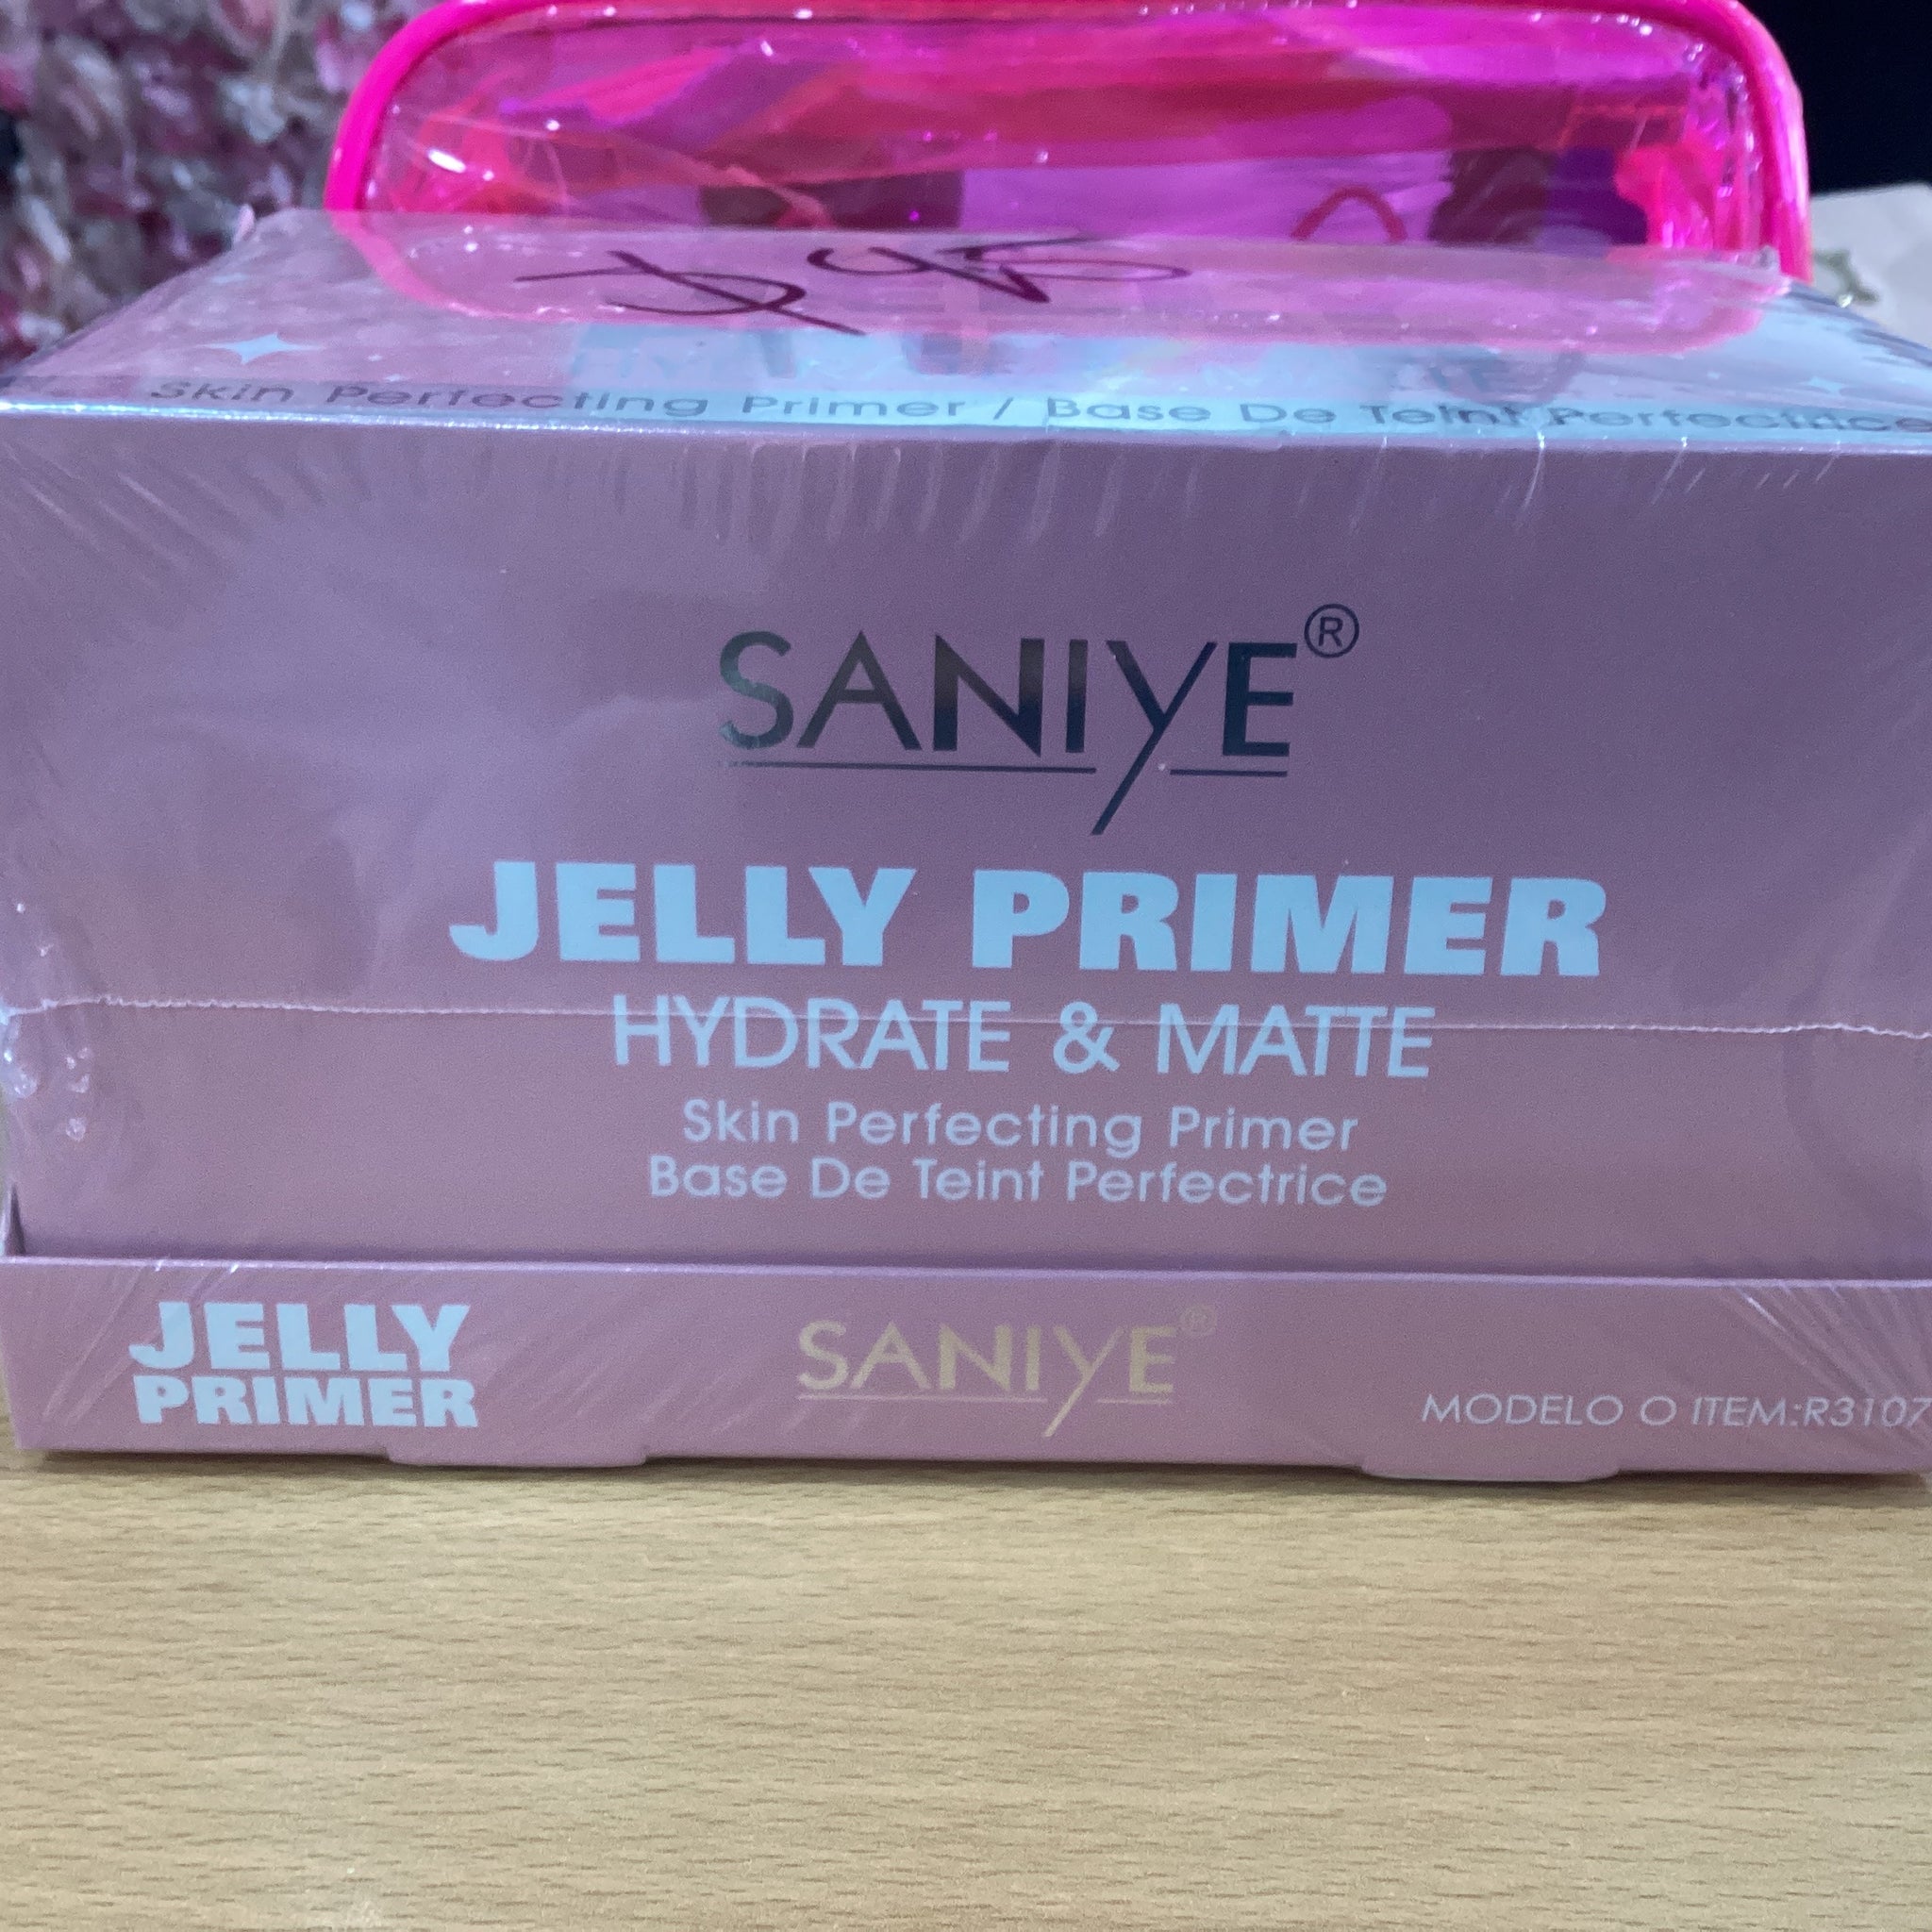 Skin Perfecting Primer / Base De Teint Perfectrice
SANIYE®
JELLY PRIMER
HYDRATE & MATTE
Skin Perfecting Primer
Base De Teint Perfectrice
JELLY
PRIMER
SANIYE®
MODELO O ITEM:R3107